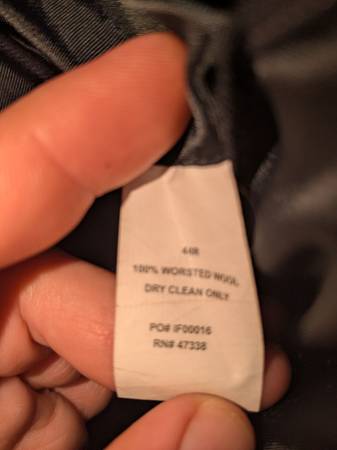 44R
100% WORSTED WOOL
DRY CLEAN ONLY
PO# IF00016
RN# 47338